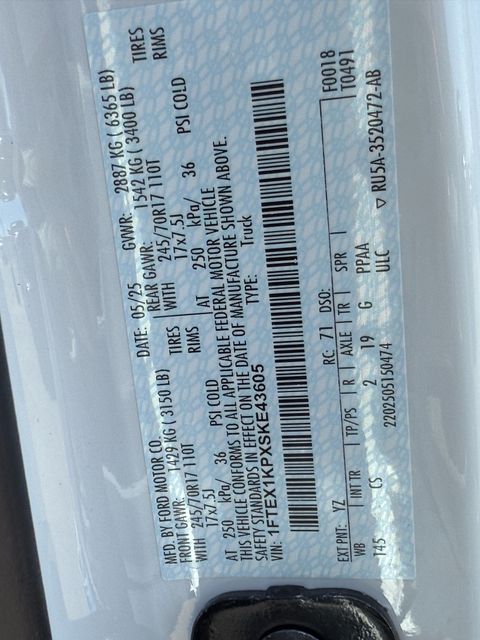 MFD. BY FORD MOTOR CO.
DATE: 05/25 GVWR: 2887 KG ( 6365 LB)
FRONT GAWR: 1429 KG ( 3150 LB) REAR GAWR: 1542 KG ( 3400 LB)
WITH 245/70R17 110T TIRES WITH 245/70R17 110T TIRES
17x7.5J RIMS 17x7.5J RIMS
AT 250 kPa/ 36 PSI COLD AT 250 kPa/ 36 PSI COLD
THIS VEHICLE CONFORMS TO ALL APPLICABLE FEDERAL MOTOR VEHICLE
SAFETY STANDARDS IN EFFECT ON THE DATE OF MANUFACTURE SHOWN ABOVE.
VIN: 1FTEX1KPXSKE43605 TYPE: Truck
F0018
T0491
EXT PNT: YZ RC: 71 DSO:
WB INT TR TP/PS R AXLE TR SPR
145 CS 2 19 G PPAA
2202505150474 ULC
▽ RU5A-3520472-AB